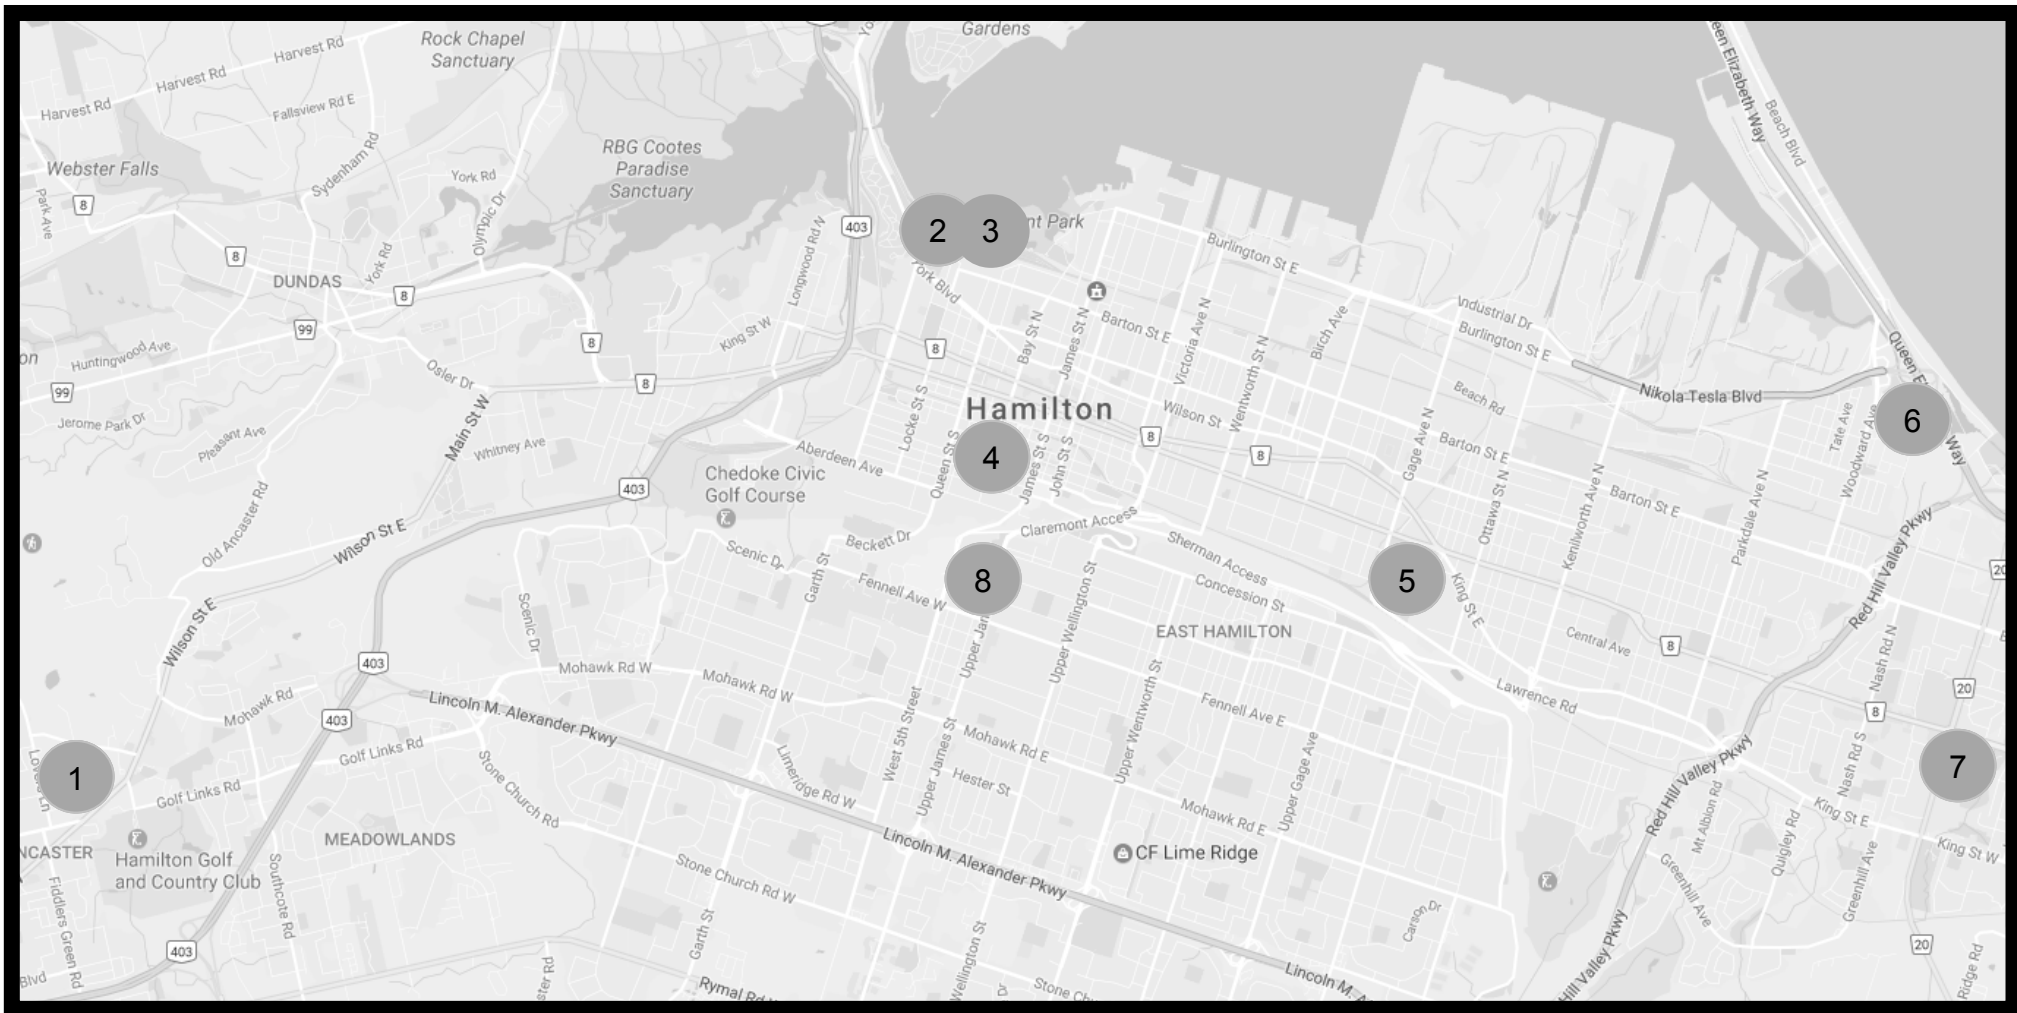 Harvest Rd
Harvest Rd
Harvest Rd
Fallsview Rd E
Rock Chapel
Sanctuary
Gardens
Webster Falls
Park Ave
8
Sydenham Rd
York Rd
Olympic Dr
8
DUNDAS
York Rd
8
99
8
Huntingwood Ave
99
Osler Dr
8
Jerome Park Dr
Pleasant Ave
Main St W
Whitney Ave
Old Ancaster Rd
Wilson St E
Wilson St E
RBG Cootes
Paradise
Sanctuary
403
Longwood Rd N
King St W
2
3
nt Park
York Blvd
8
Bay St N
James St N
Barton St E
Victoria Ave N
Wentworth St N
Birch Ave
Burlington St E
Industrial Dr
Burlington St E
Nikola Tesla Blvd
een Elizabeth Way
Beach Blvd
Queen E
Way
6
Tate Ave
Woodward Ave
Hamilton
Wilson St
8
8
Beach Rd
Gage Ave N
Barton St E
Ottawa St N
Kenilworth Ave N
Barton St E
Parkdale Ave N
Locke St S
Aberdeen Ave
Queen St S
4
James St S
John St S
Chedoke Civic
Golf Course
403
Claremont Access
Beckett Dr
Scenic Dr
Garth St
Fennell Ave W
8
Upper Jan
Upper Wellington St
Sherman Access
Concession St
EAST HAMILTON
5
King St E
Central Ave
8
Lawrence Rd
Red Hill Valley Pkwy
Nash Rd N
20
20
8
Nash Rd S
7
Scenic Dr
403
Mohawk Rd
403
Golf Links Rd
Mohawk Rd W
Mohawk Rd W
Lincoln M. Alexander Pkwy
1
Golf Links Rd
Stone Church Rd
MEADOWLANDS
NCASTER
Hamilton Golf
and Country Club
Fiddlers Green Rd
Southcote Rd
403
Blvd
Limeridge Rd W
West 5th Street
Upper James St
Mohawk Rd E
Hester St
Upper Wentworth St
Fennell Ave E
Upper Gage Ave
Mohawk Rd E
CF Lime Ridge
Lincoln M. Alexander Pkwy
Stone Church Rd W
Garth St
Rymal Rd
Wellington St
Dr
Stone Ch
Carson Dr
Lincoln M. A
Red Hill Valley Pkwy
Mt Albion Rd
Quigley Rd
King St E
King St W
Greenhill Ave
Greenhill Ave
20
Hill Valley Pkwy
Ridge Rd